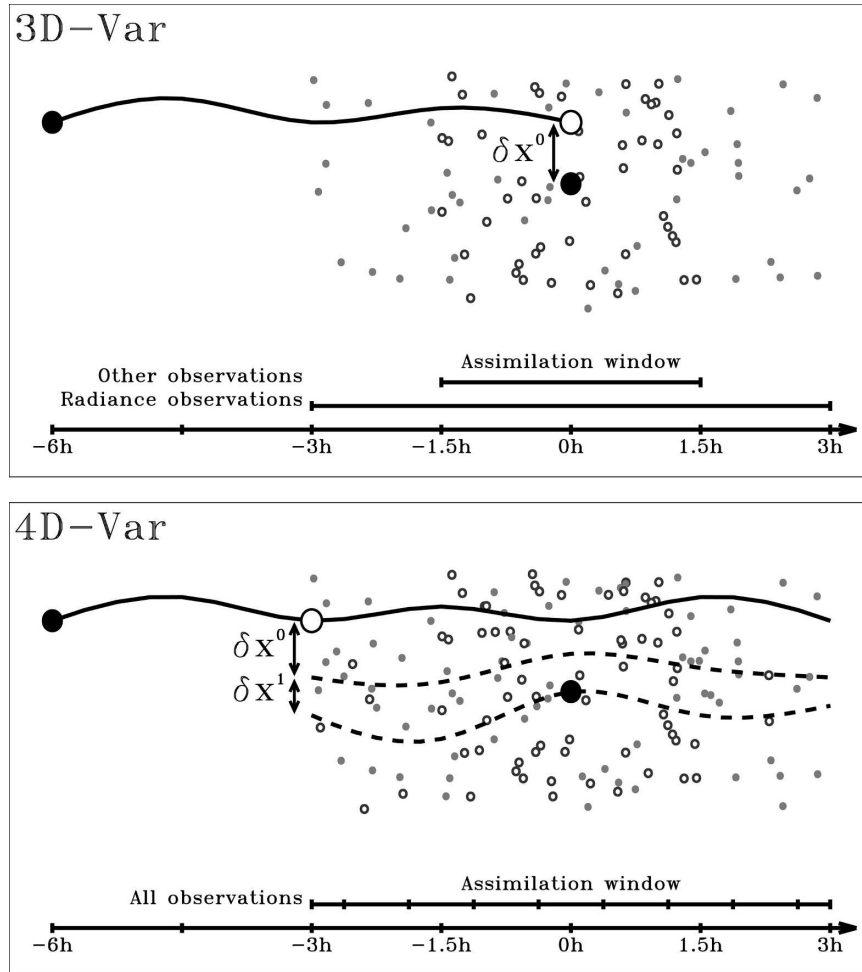 3D-Var
δx⁰
Assimilation window
Other observations
Radiance observations
-6h -3h -1.5h 0h 1.5h 3h
4D-Var
δx⁰
δx¹
All observations Assimilation window
-6h -3h -1.5h 0h 1.5h 3h